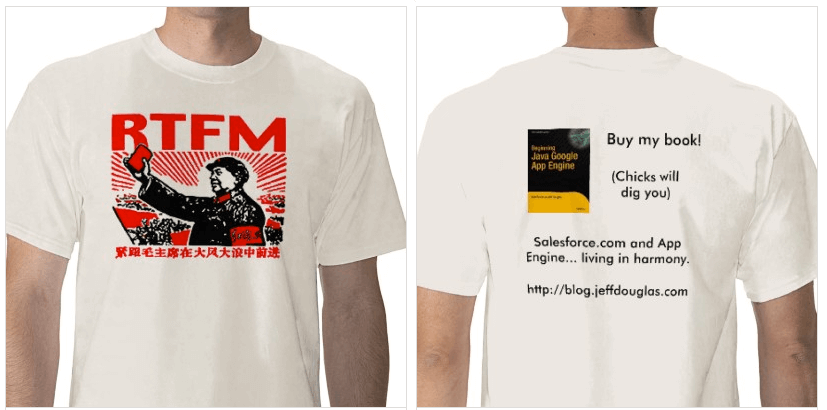 RTFM
紧跟毛主席在大风大浪中前进
Beginning
Java Google
App Engine
Buy my book!
(Chicks will
dig you)
Salesforce.com and App
Engine... living in harmony.
http://blog.jeffdouglas.com